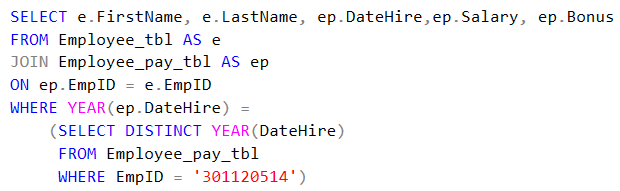 SELECT e.FirstName, e.LastName, ep.DateHire,ep.Salary, ep.Bonus
FROM Employee_tbl AS e
JOIN Employee_pay_tbl AS ep
ON ep.EmpID = e.EmpID
WHERE YEAR(ep.DateHire) =
    (SELECT DISTINCT YEAR(DateHire)
     FROM Employee_pay_tbl
     WHERE EmpID = '301120514')